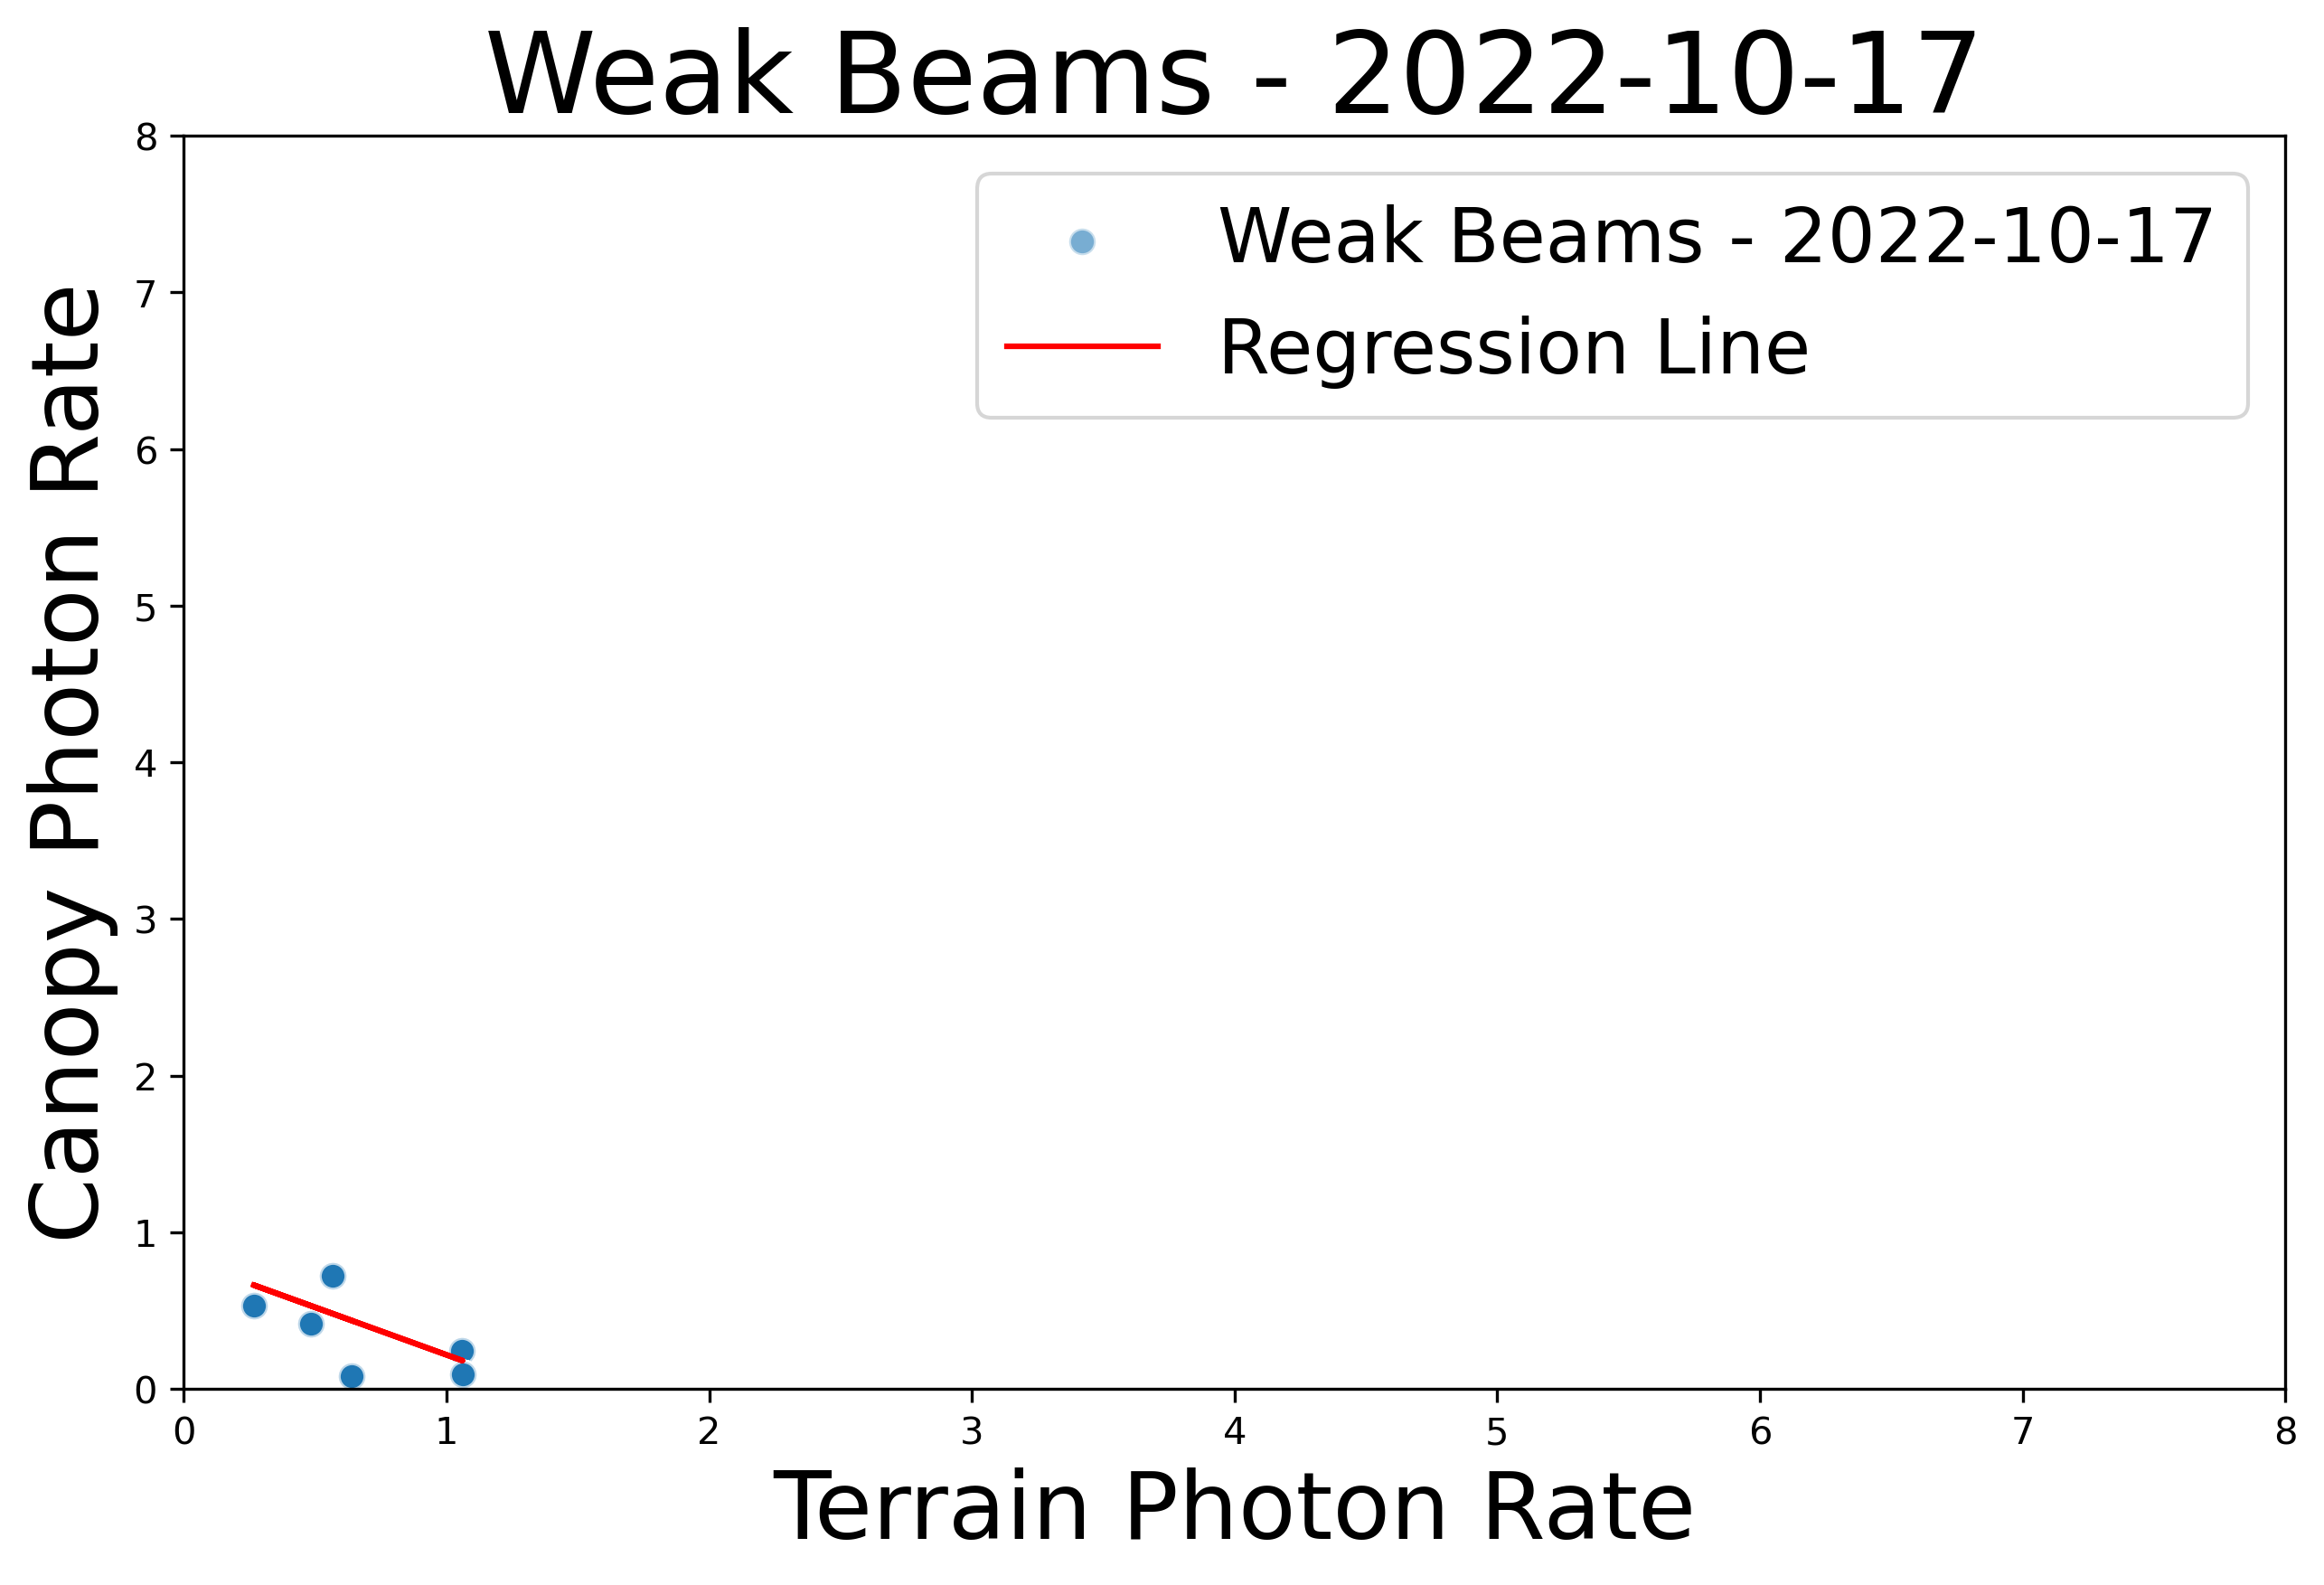 Weak Beams - 2022-10-17
Weak Beams - 2022-10-17
Regression Line
Canopy Photon Rate
8
7
6
5
4
3
2
1
0
0 1 2 3 4 5 6 7 8
Terrain Photon Rate